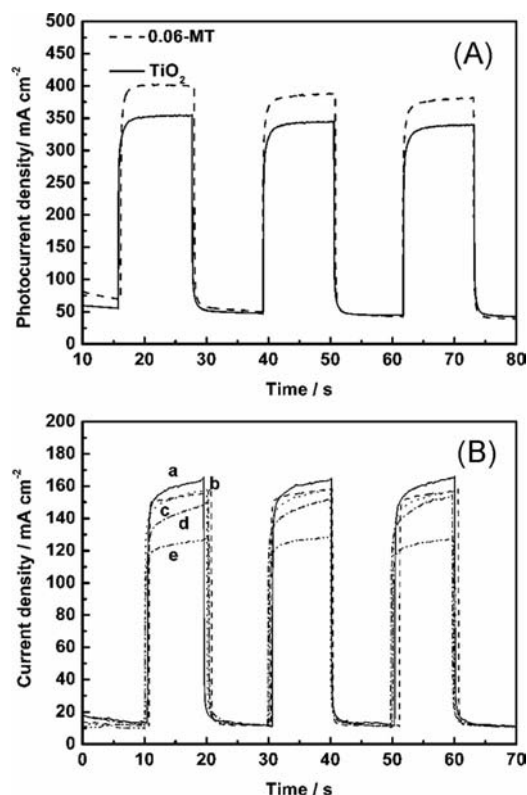 (A)
0.06-MT
TiO₂
Photocurrent density/ mA cm⁻²
500
450
400
350
300
250
200
150
100
50
0
10 20 30 40 50 60 70 80
Time / s
(B)
a
b
c
d
e
Current density / mA cm⁻²
200
180
160
140
120
100
80
60
40
20
0
0 10 20 30 40 50 60 70
Time / s